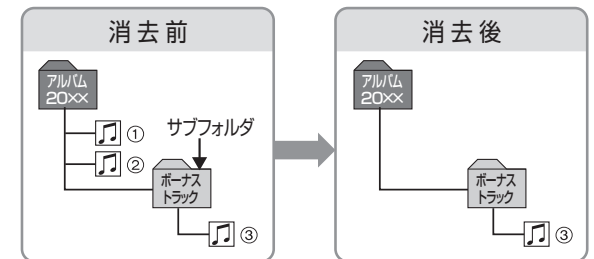 消去前
アルバム
20××
①
②
サブフォルダ
ボーナス
トラック
③
消去後
アルバム
20××
ボーナス
トラック
③